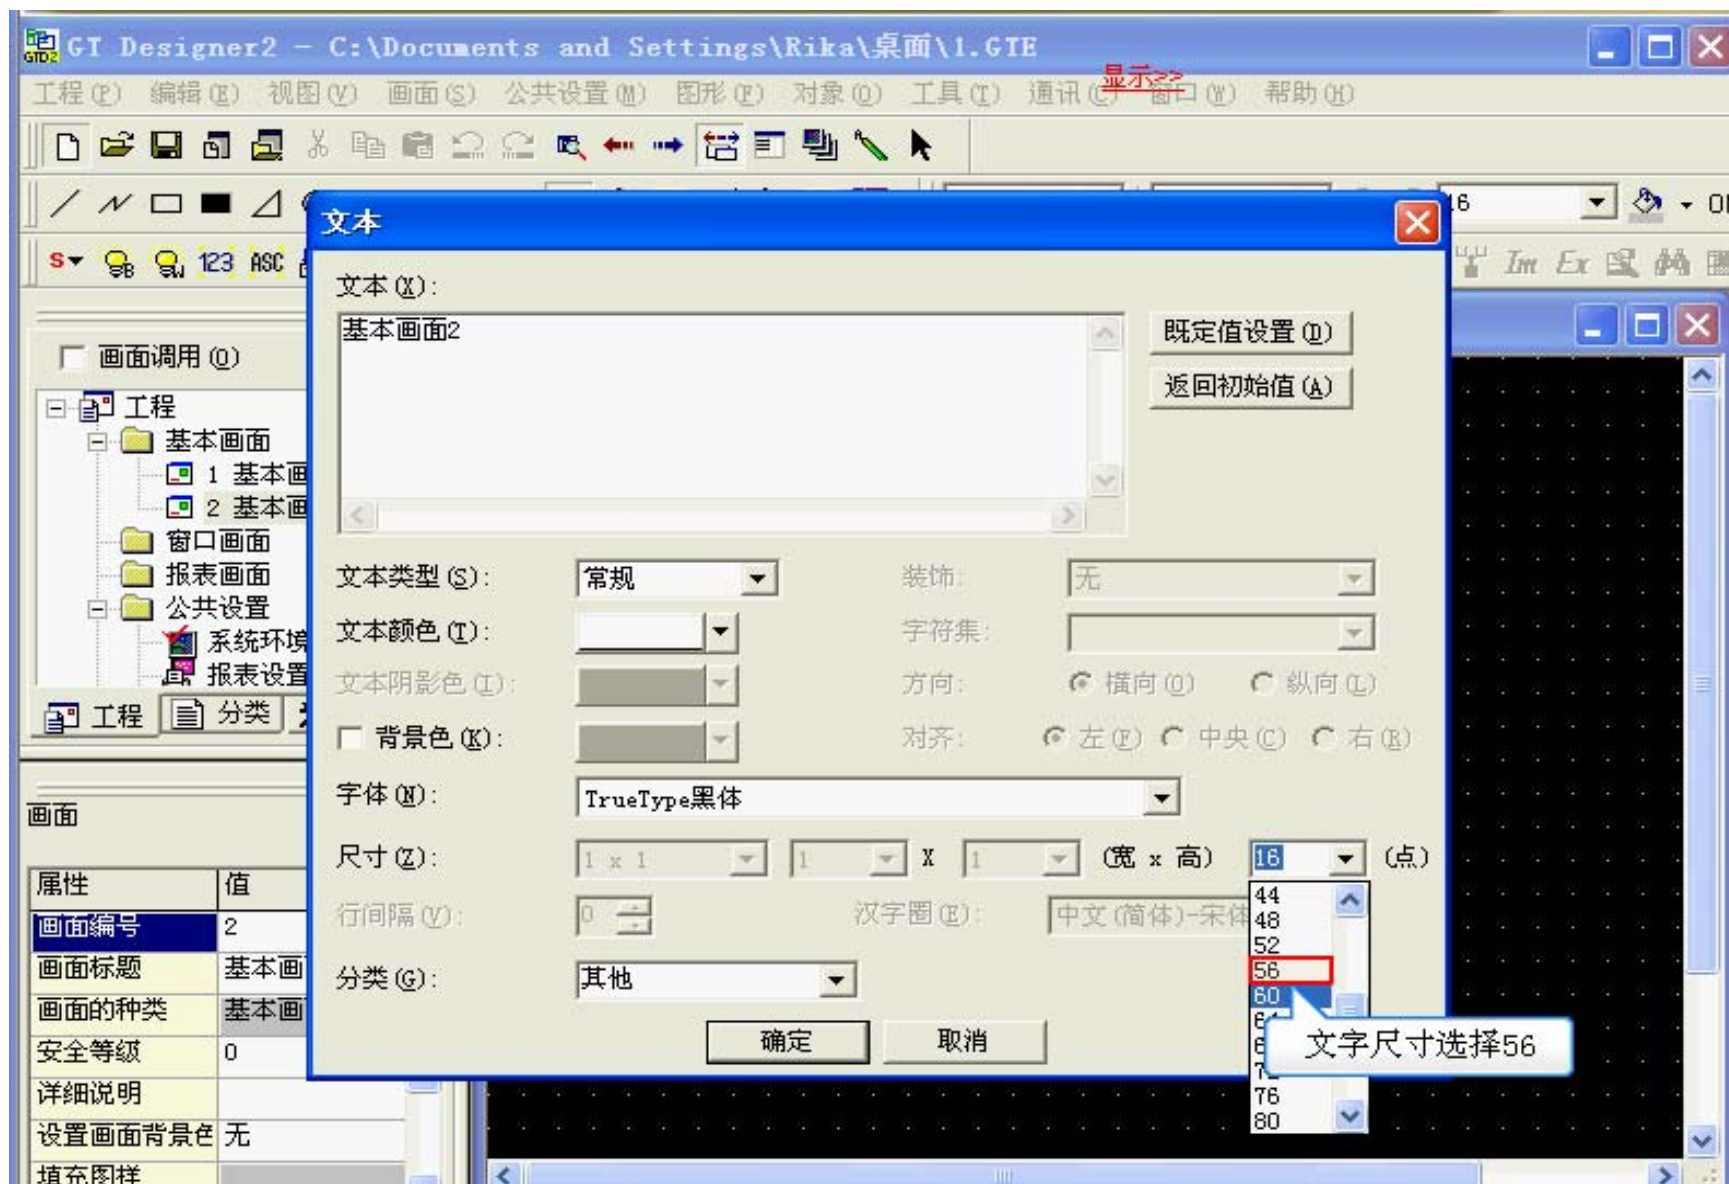 GT Designer2 - C:\Documents and Settings\Rika\桌面\1.GTE
工程(P) 编辑(E) 视图(V) 画面(S) 公共设置(M) 图形(F) 对象(O) 工具(T) 通讯(C) 窗口(W) 帮助(H)
显示>>
16
S 123 ASC
Im Ex
文本
文本(X):
基本画面2
既定值设置(D)
返回初始值(A)
画面调用(O)
工程
基本画面
1 基本画
2 基本画
窗口画面
报表画面
公共设置
系统环境
报表设置
工程 分类
文本类型(S): 常规 装饰: 无
文本颜色(T): 字符集:
文本阴影色(I): 方向: 横向(O) 纵向(L)
背景色(K): 对齐: 左(F) 中央(C) 右(R)
字体(N): TrueType黑体
尺寸(Z): 1 x 1 1 X 1 (宽 x 高) 16 (点)
行间隔(V): 0 汉字圈(E): 中文(简体)-宋体
分类(G): 其他
确定 取消
44
48
52
56
60
76
80
文字尺寸选择56
画面
属性 值
画面编号 2
画面标题 基本画
画面的种类 基本画
安全等级 0
详细说明
设置画面背景色 无
填充图样